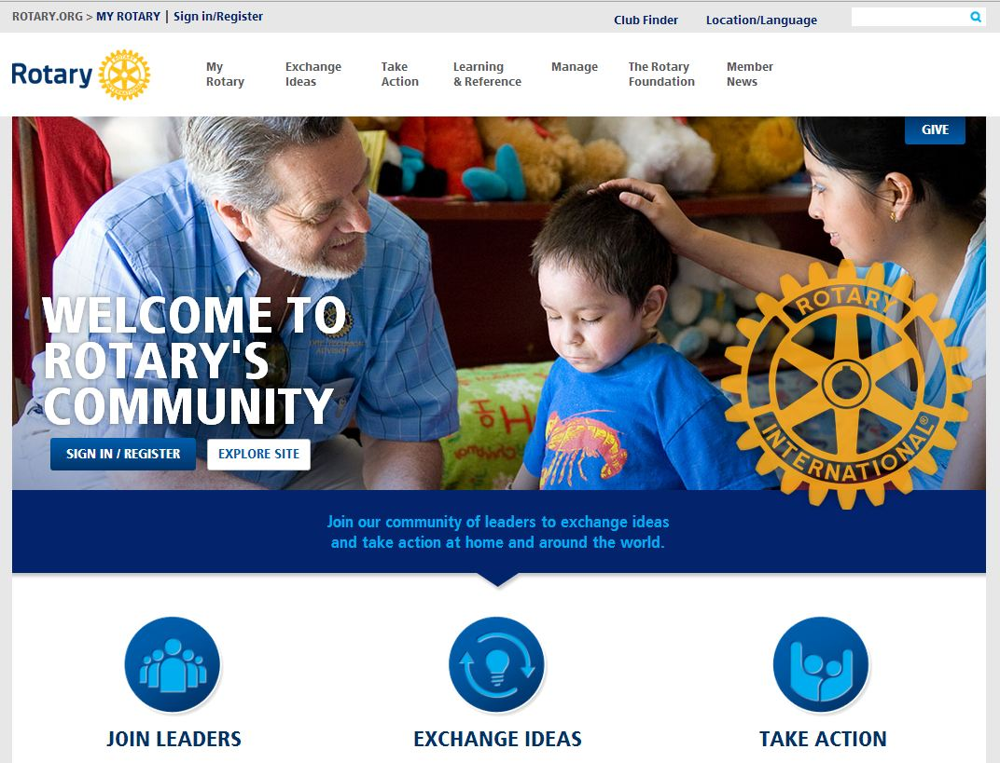 ROTARY.ORG > MY ROTARY | Sign in/Register
Club Finder
Location/Language
Rotary
ROTARY
INTERNATIONAL
My
Rotary
Exchange
Ideas
Take
Action
Learning
& Reference
Manage
The Rotary
Foundation
Member
News
GIVE
WELCOME TO
ROTARY'S
COMMUNITY
SIGN IN / REGISTER
EXPLORE SITE
ADVISOR
ROTARY
INTERNATIONAL®
Join our community of leaders to exchange ideas
and take action at home and around the world.
JOIN LEADERS
EXCHANGE IDEAS
TAKE ACTION